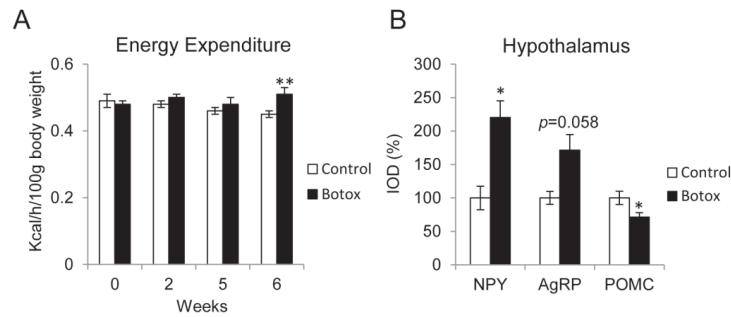 A
Energy Expenditure
Kcal/h/100g body weight
0.6
0.4
0.2
0
**
0
2
5
6
Weeks
Control
Botox
B
Hypothalamus
IOD (%)
300
250
200
150
100
50
0
*
p=0.058
*
NPY
AgRP
POMC
Control
Botox